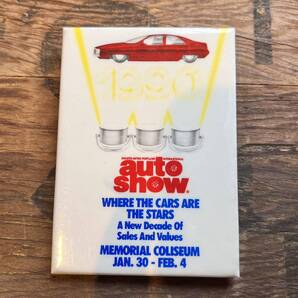 1990
auto
show.
WHERE THE CARS ARE
THE STARS
A New Decade Of
Sales And Values
MEMORIAL COLISEUM
JAN. 30 - FEB. 4